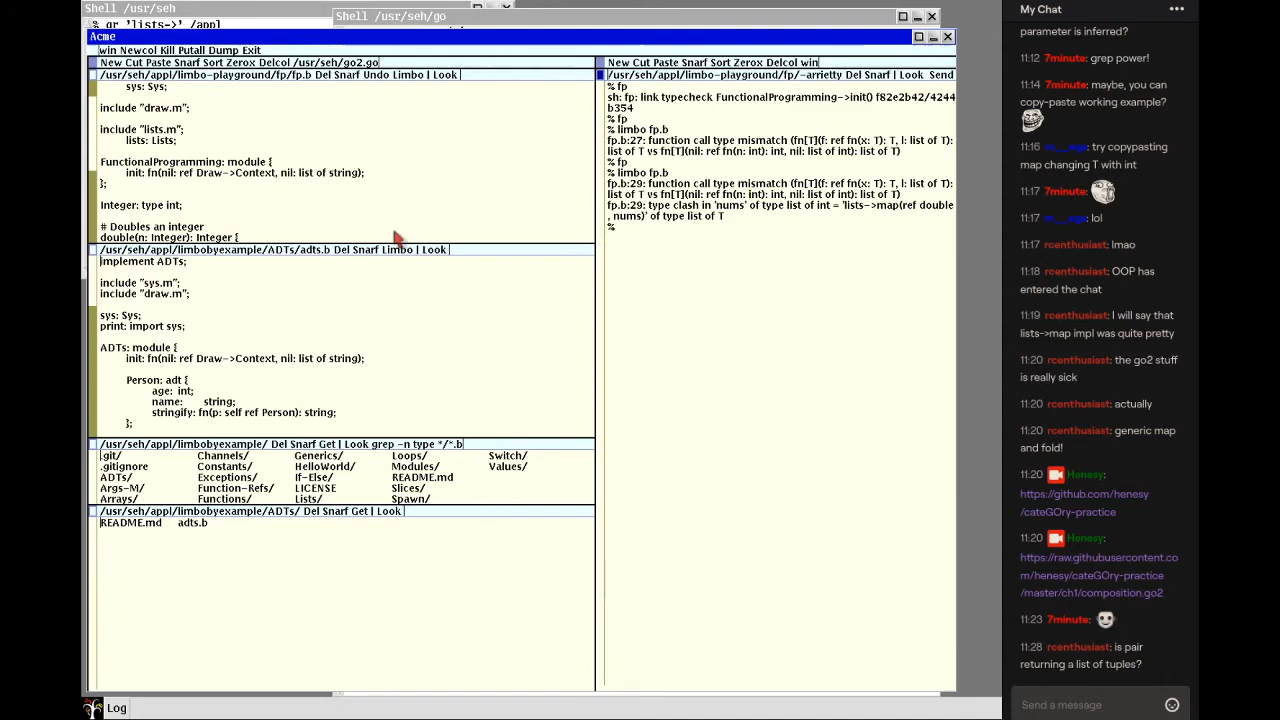 Shell /usr/seh
% gr 'lists->' /appl
Shell /usr/seh/go
Acme
win Newcol Kill Putall Dump Exit
New Cut Paste Snarf Sort Zerox Delcol /usr/seh/go2.go
/usr/seh/appl/limbo-playground/fp/fp.b Del Snarf Undo Limbo | Look
sys: Sys;
include "draw.m";
include "lists.m";
lists: Lists;
FunctionalProgramming: module {
init: fn(nil: ref Draw->Context, nil: list of string);
};
Integer: type int;
# Doubles an integer
double(n: Integer): Integer {
/usr/seh/appl/limbobyexample/ADTs/adts.b Del Snarf Limbo | Look
implement ADTs;
include "sys.m";
include "draw.m";
sys: Sys;
print: import sys;
ADTs: module {
init: fn(nil: ref Draw->Context, nil: list of string);
Person: adt {
age: int;
name: string;
stringify: fn(p: self ref Person): string;
};
/usr/seh/appl/limbobyexample/ Del Snarf Get | Look grep -n type */*.b
.git/ Channels/ Generics/ Loops/ Switch/
.gitignore Constants/ HelloWorld/ Modules/ Values/
ADTs/ Exceptions/ If-Else/ README.md
Args-M/ Function-Refs/ LICENSE Slices/
Arrays/ Functions/ Lists/ Spawn/
/usr/seh/appl/limbobyexample/ADTs/ Del Snarf Get | Look
README.md adts.b
New Cut Paste Snarf Sort Zerox Delcol win
/usr/seh/appl/limbo-playground/fp/-arrietty Del Snarf | Look Send
% fp
sh: fp: link typecheck FunctionalProgramming->init() f82e2b42/4244
b354
% fp
% limbo fp.b
fp.b:27: function call type mismatch (fn[T](f: ref fn(x: T): T, l: list of T):
list of T vs fn[T](nil: ref fn(n: int): int, nil: list of int): list of T)
% fp
% limbo fp.b
fp.b:29: function call type mismatch (fn[T](f: ref fn(x: T): T, l: list of T):
list of T vs fn[T](nil: ref fn(n: int): int, nil: list of int): list of T)
fp.b:29: type clash in 'nums' of type list of int = 'lists->map(ref double
, nums)' of type list of T
%
Log
My Chat
parameter is inferred?
11:12 7minute: grep power!
11:14 7minute: maybe, you can
copy-paste working example?
11:16 : try copypasting
map changing T with int
11:17 7minute:
11:17 : lol
11:17 rcenthusiast: lmao
11:18 rcenthusiast: OOP has
entered the chat
11:19 rcenthusiast: I will say that
lists->map impl was quite pretty
11:20 rcenthusiast: the go2 stuff
is really sick
11:20 rcenthusiast: actually
11:20 rcenthusiast: generic map
and fold!
11:20 Henesy:
https://github.com/henesy
/cateGOry-practice
11:20 Henesy:
https://raw.githubusercontent.co
m/henesy/cateGOry-practice
/master/ch1/composition.go2
11:23 7minute:
11:28 rcenthusiast: is pair
returning a list of tuples?
Send a message